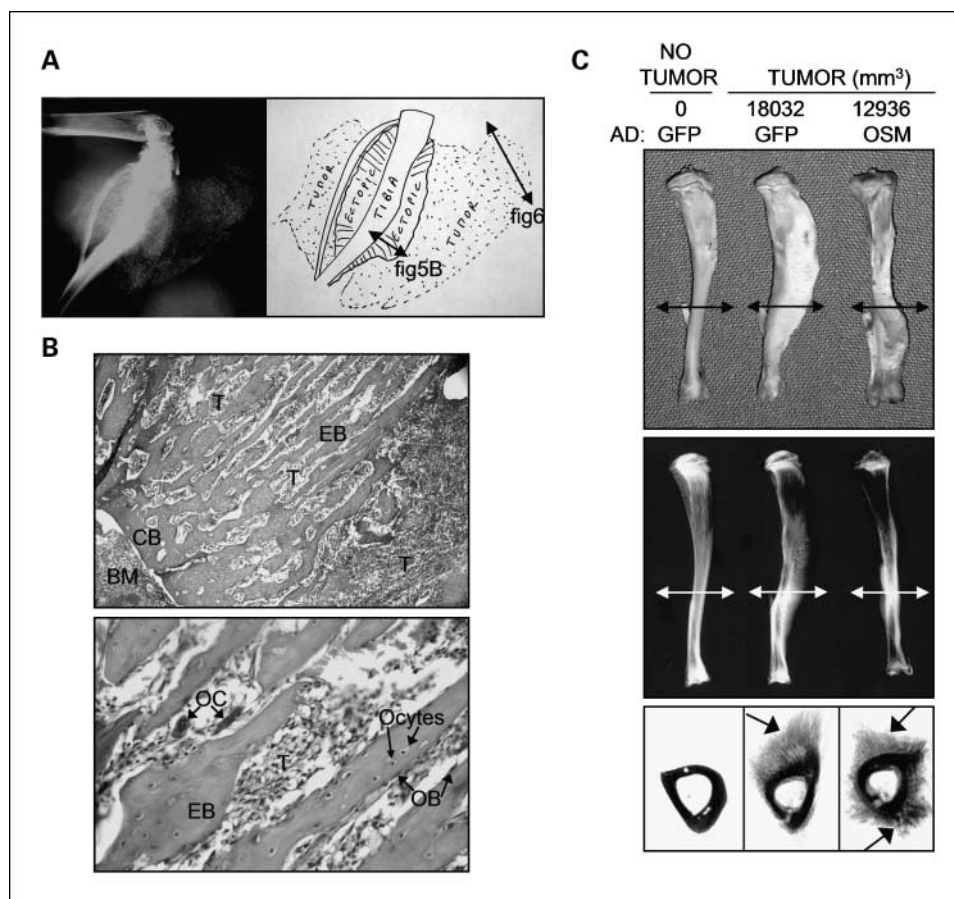 A
TUMOR
ECTOPIC
TIBIA
ECTOPIC
TUMOR
fig6
fig5B
B
T
EB
T
CB
T
BM
OC
Ocytes
T
OB
EB
C
NO
TUMOR
TUMOR (mm³)
0 18032 12936
AD: GFP GFP OSM